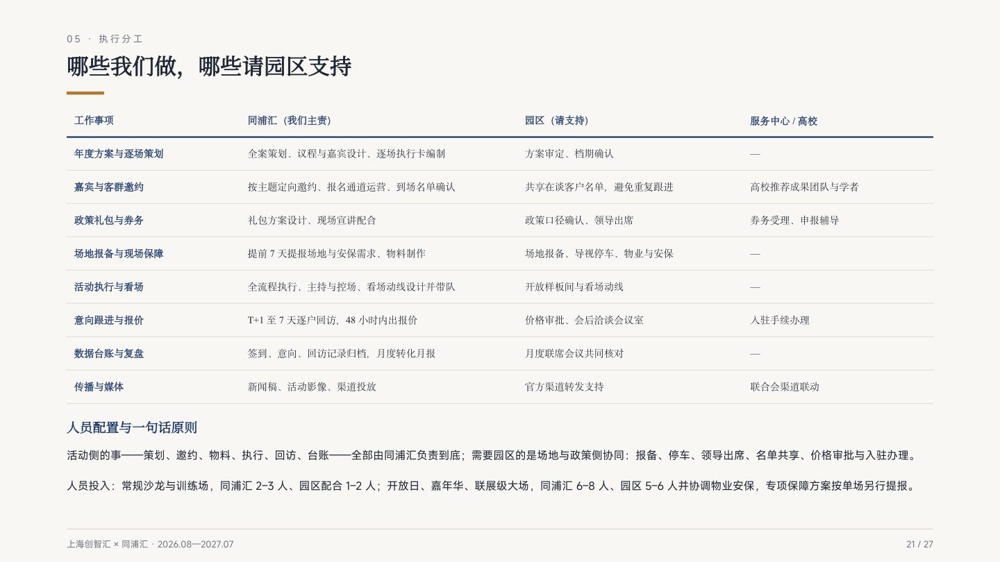 05 · 执行分工
哪些我们做，哪些请园区支持
工作事项 同浦汇（我们主责） 园区（请支持） 服务中心 / 高校
年度方案与逐场策划 全案策划、议程与嘉宾设计、逐场执行卡编制 方案审定、档期确认 —
嘉宾与客群邀约 按主题定向邀约、报名通道运营、到场名单确认 共享在谈客户名单，避免重复跟进 高校推荐成果团队与学者
政策礼包与券务 礼包方案设计、现场宣讲配合 政策口径确认、领导出席 券务受理、申报辅导
场地报备与现场保障 提前 7 天提报场地与安保需求、物料制作 场地报备、导视停车、物业与安保 —
活动执行与看场 全流程执行、主持与控场、看场动线设计并带队 开放样板间与看场动线 —
意向跟进与报价 T+1 至 7 天逐户回访，48 小时内出报价 价格审批、会后洽谈会议室 入驻手续办理
数据台账与复盘 签到、意向、回访记录归档，月度转化月报 月度联席会议共同核对 —
传播与媒体 新闻稿、活动影像、渠道投放 官方渠道转发支持 联合会渠道联动
人员配置与一句话原则
活动侧的事——策划、邀约、物料、执行、回访、台账——全部由同浦汇负责到底；需要园区的是场地与政策侧协同：报备、停车、领导出席、名单共享、价格审批与入驻办理。
人员投入：常规沙龙与训练场，同浦汇 2–3 人、园区配合 1–2 人；开放日、嘉年华、联展级大场，同浦汇 6–8 人、园区 5–6 人并协调物业安保，专项保障方案按单场另行提报。
上海创智汇 × 同浦汇 · 2026.08—2027.07
21 / 27